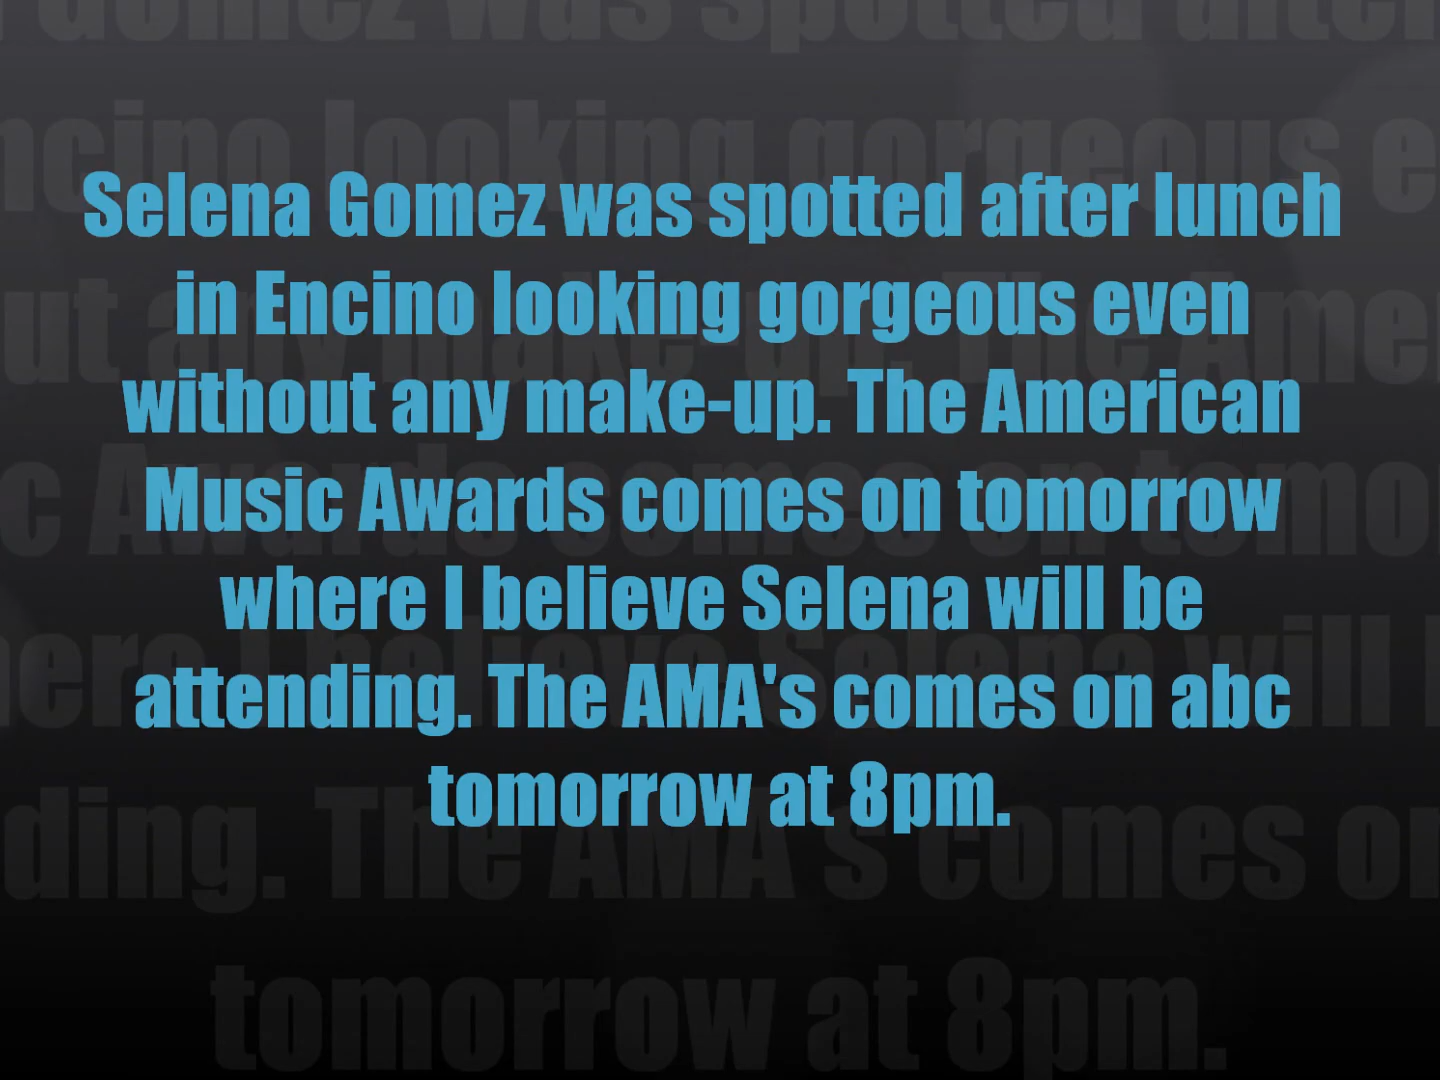 Selena Gomez was spotted after lunch
in Encino looking gorgeous even
without any make-up. The American
Music Awards comes on tomorrow
where I believe Selena will be
attending. The AMA's comes on abc
tomorrow at 8pm.